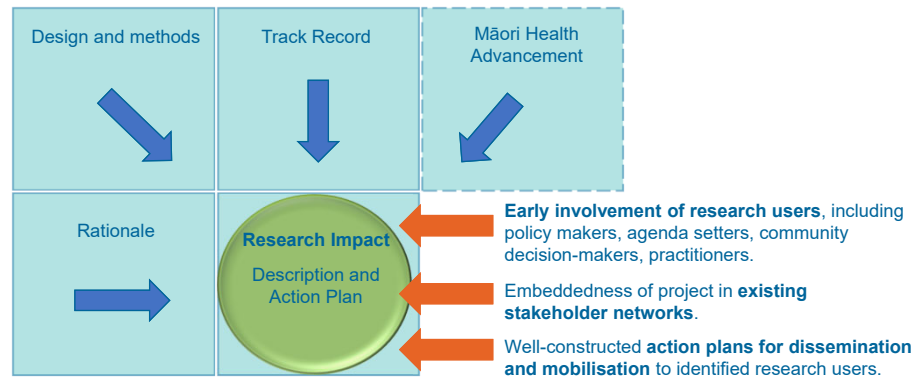 Design and methods
Track Record
Māori Health
Advancement
Rationale
Research Impact
Description and
Action Plan
Early involvement of research users, including
policy makers, agenda setters, community
decision-makers, practitioners.
Embeddedness of project in existing
stakeholder networks.
Well-constructed action plans for dissemination
and mobilisation to identified research users.